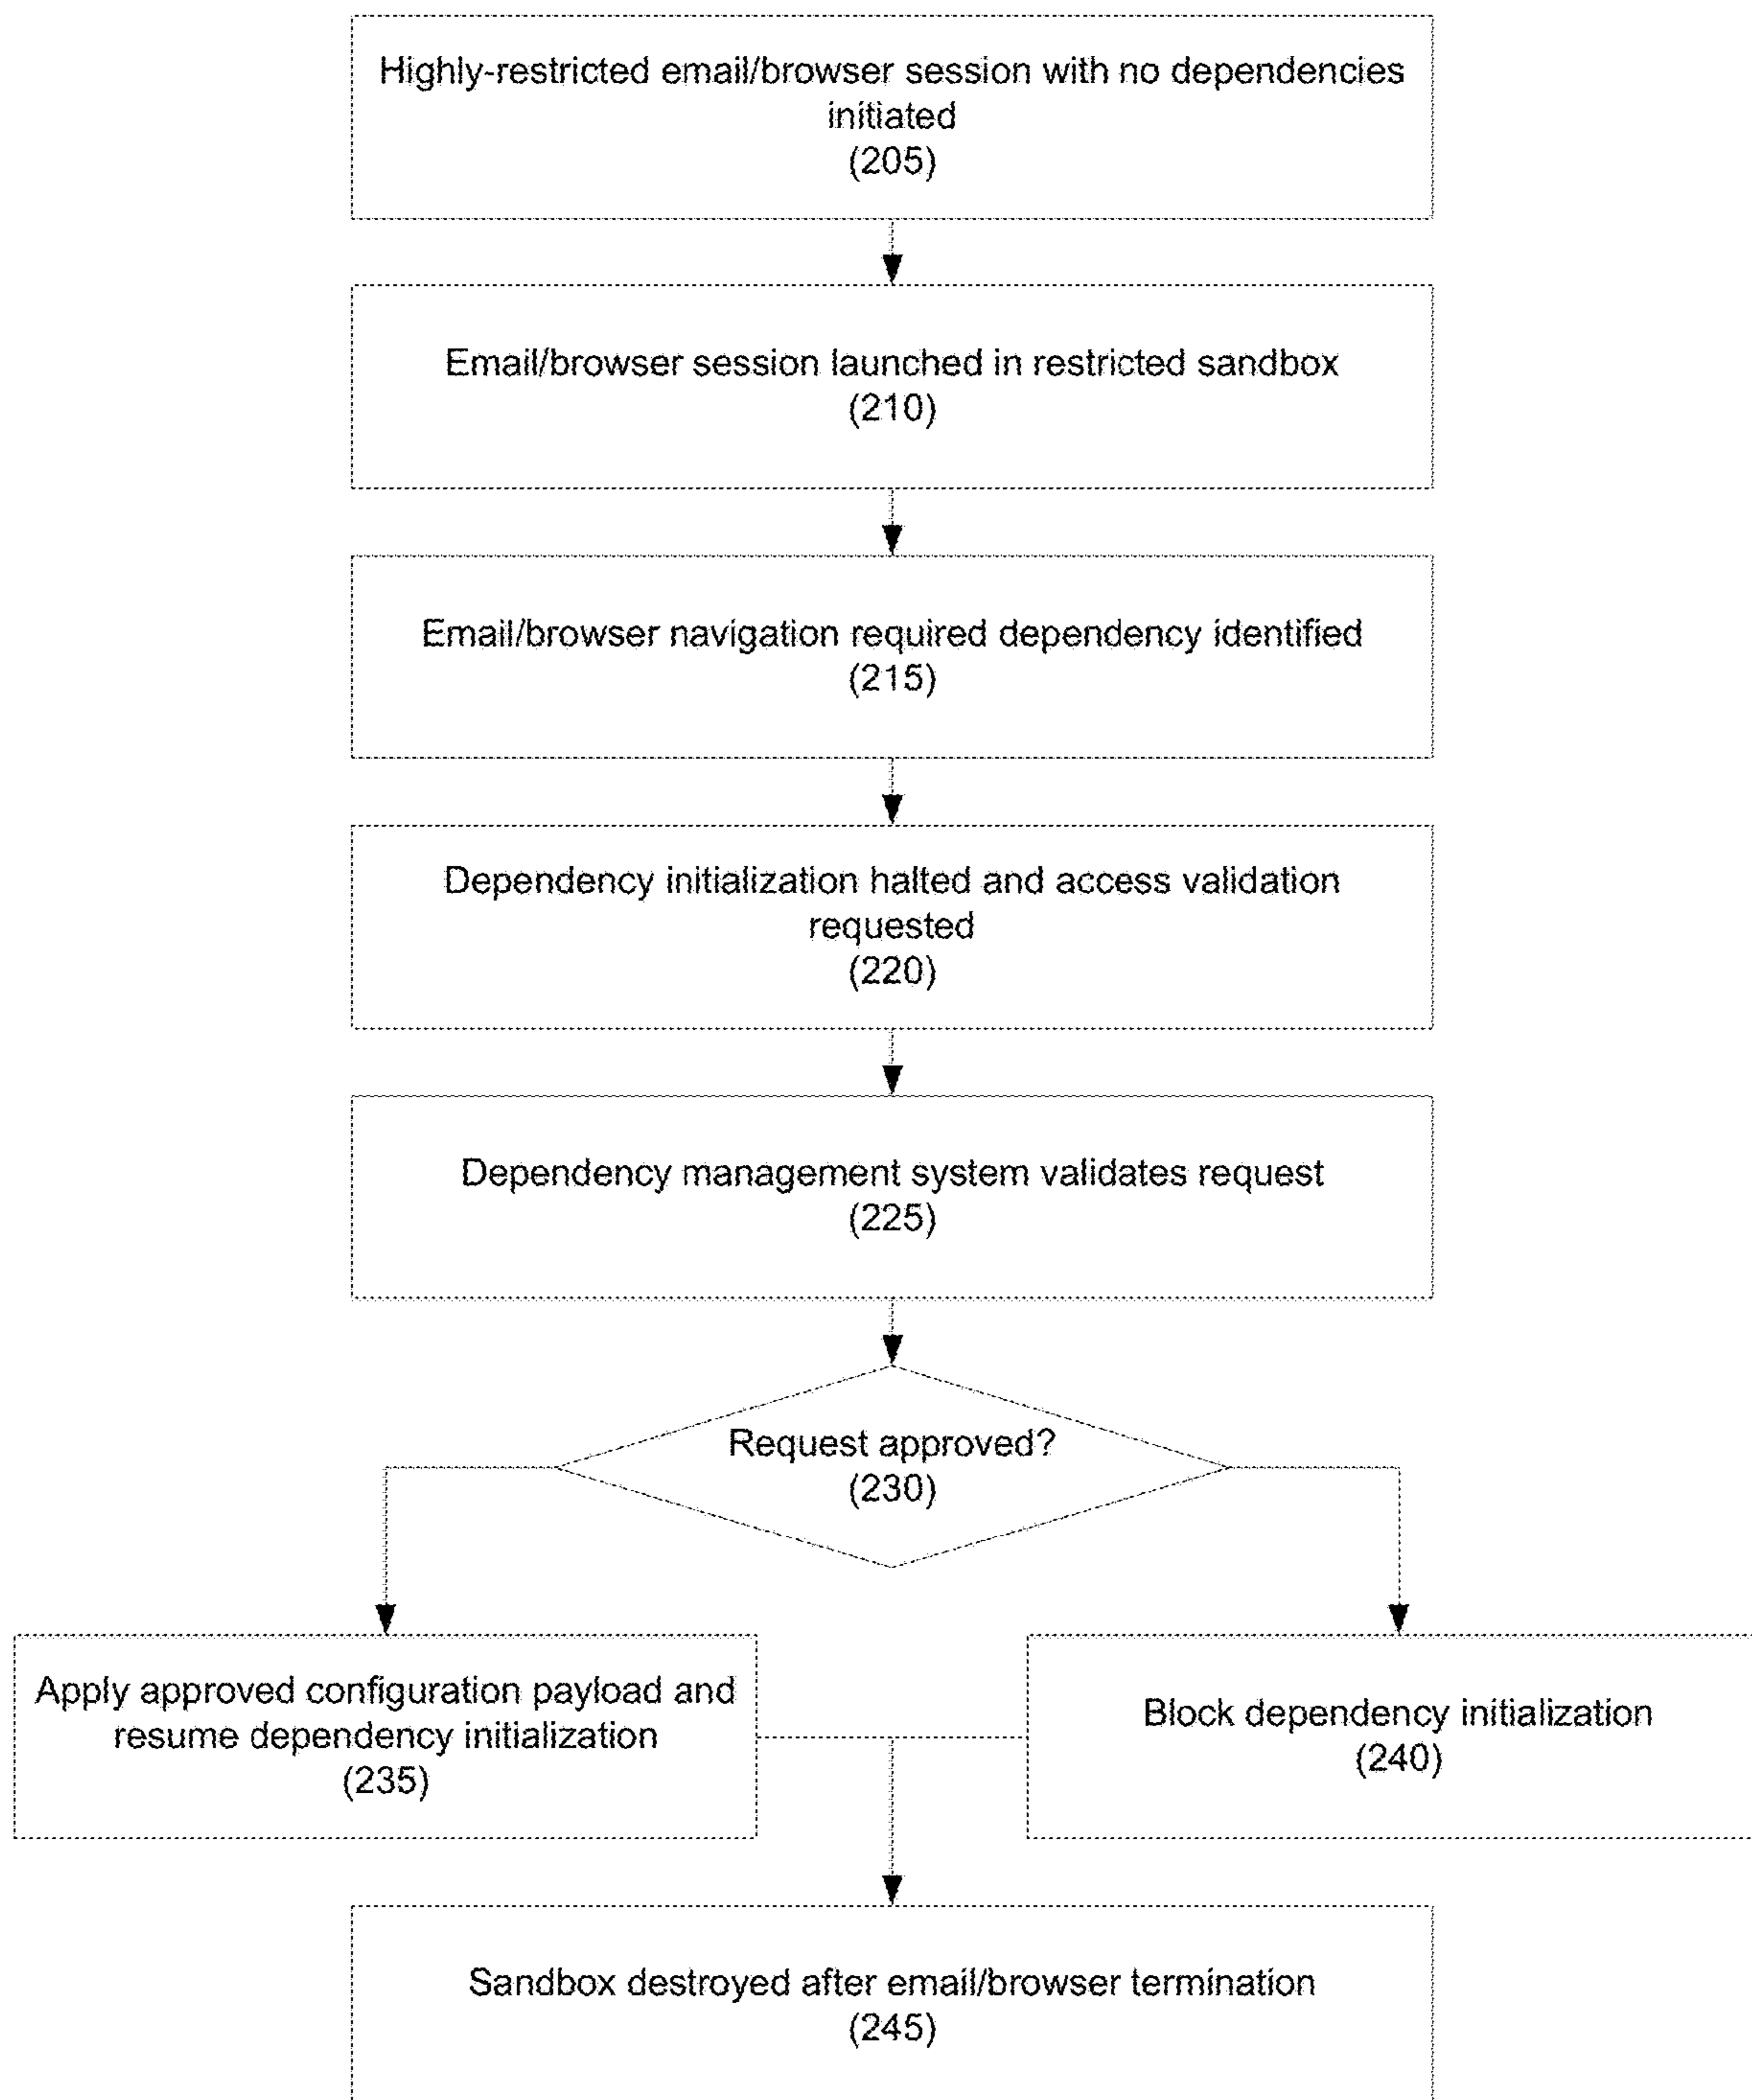 Highly-restricted email/browser session with no dependencies
initiated
(205)
Email/browser session launched in restricted sandbox
(210)
Email/browser navigation required dependency identified
(215)
Dependency initialization halted and access validation
requested
(220)
Dependency management system validates request
(225)
Request approved?
(230)
Apply approved configuration payload and
resume dependency initialization
(235)
Block dependency initialization
(240)
Sandbox destroyed after email/browser termination
(245)